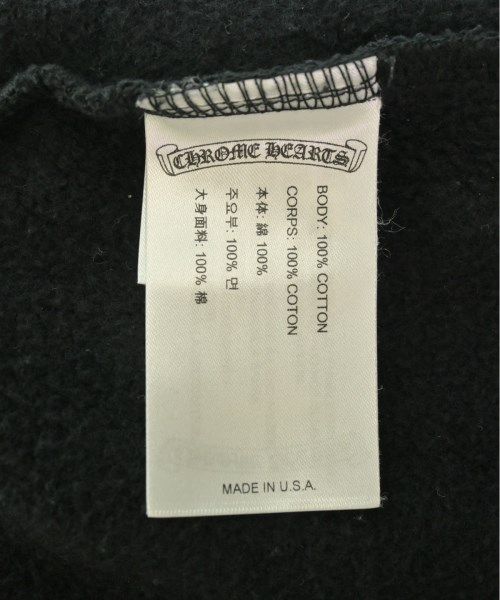 CHROME HEARTS
BODY: 100% COTTON
CORPS: 100% COTON
本体: 綿 100%
주요부: 100% 면
大身面料: 100% 棉
MADE IN U.S.A.